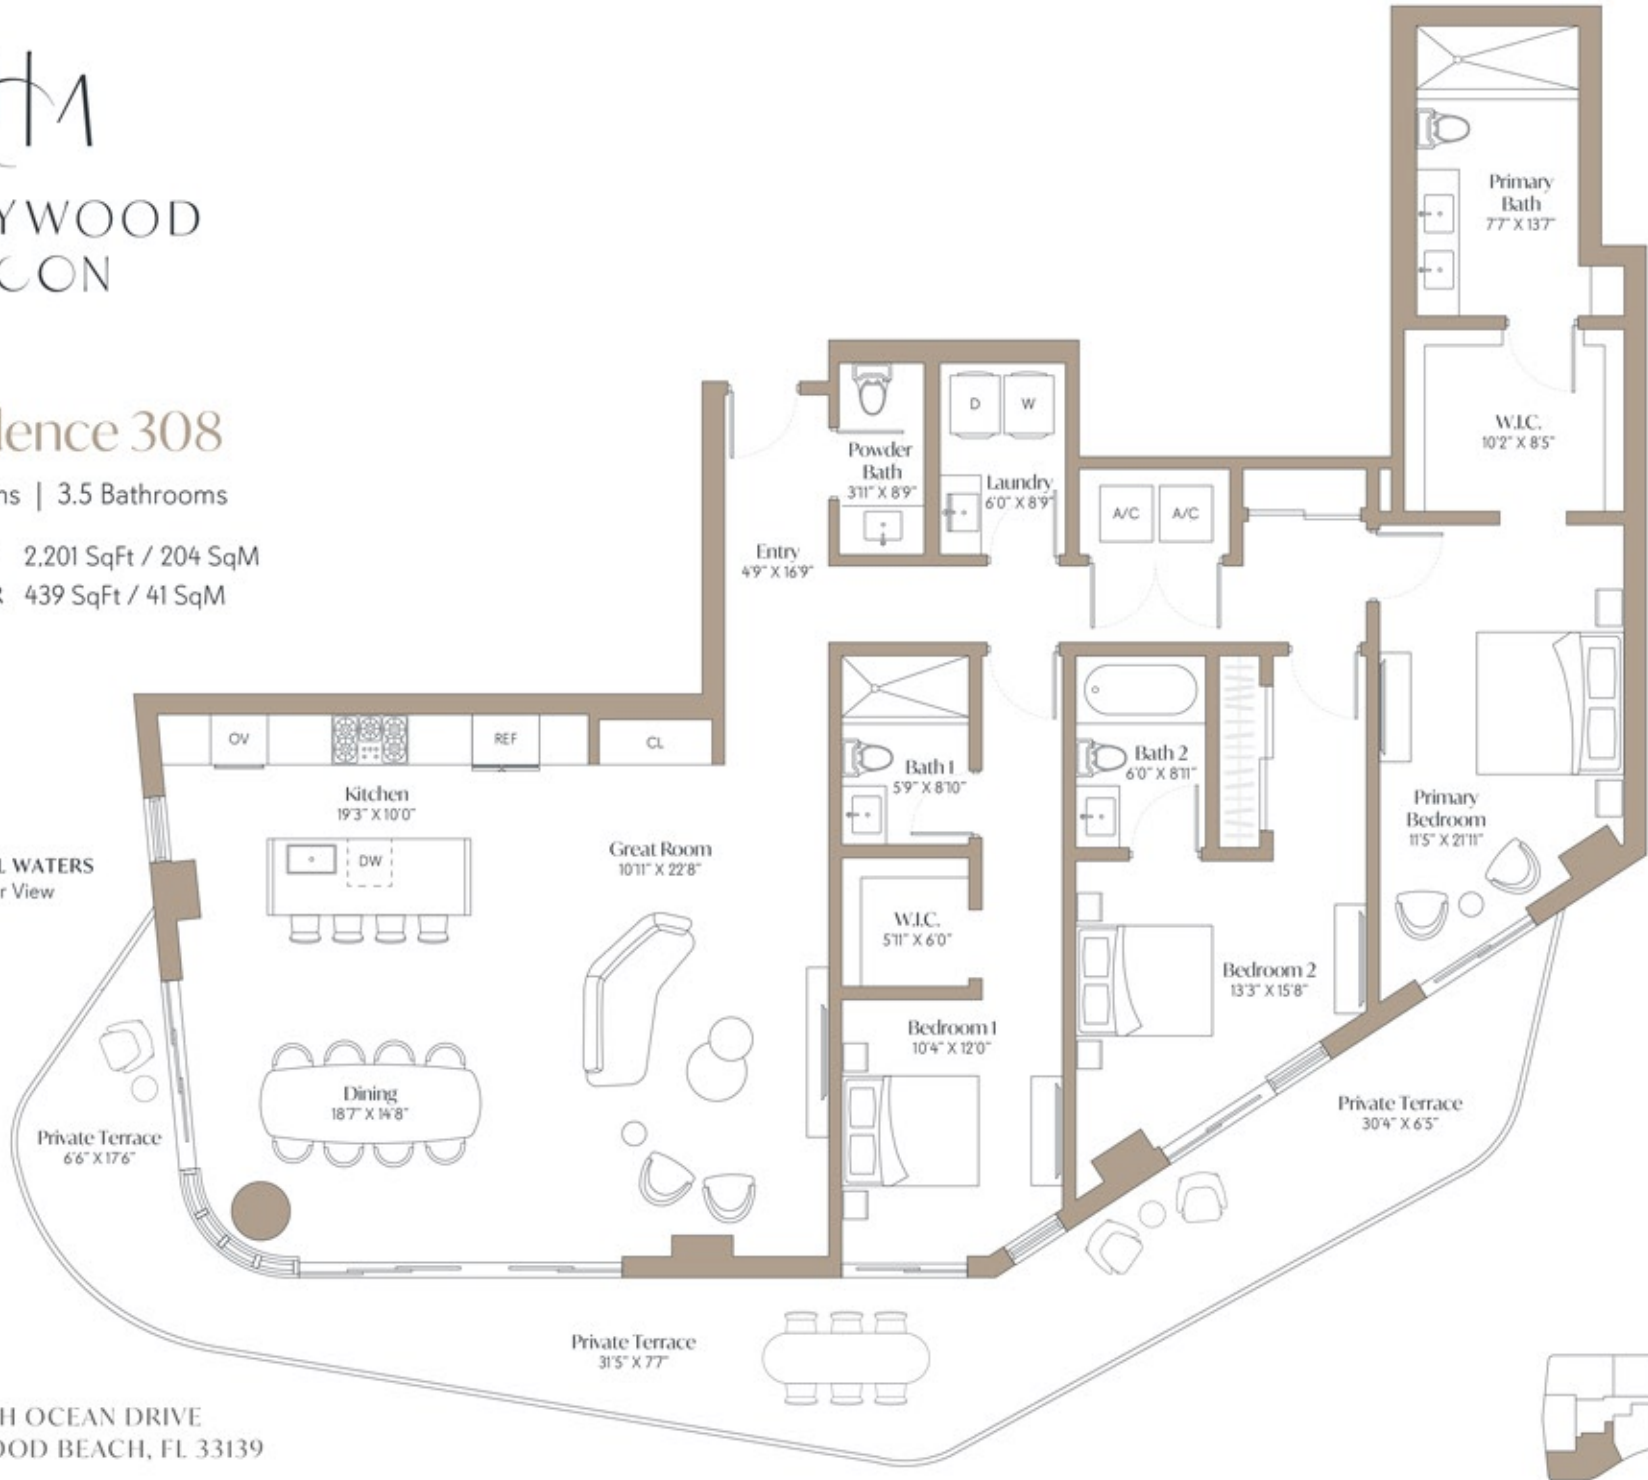 YWOOD
CON
dence 308
ns | 3.5 Bathrooms
2,201 SqFt / 204 SqM
R 439 SqFt / 41 SqM
Primary
Bath
7'7" X 13'7"
W.I.C.
10'2" X 8'5"
D
W
Powder
Bath
3'11" X 8'9"
Laundry
6'0" X 8'9"
A/C
A/C
Entry
4'9" X 16'9"
OV
REF
CL
Kitchen
19'3" X 10'0"
DW
Great Room
10'11" X 22'8"
Bath 1
5'9" X 8'10"
Bath 2
6'0" X 8'11"
Primary
Bedroom
11'5" X 21'11"
L WATERS
r View
W.I.C.
5'11" X 6'0"
Bedroom 2
13'3" X 15'8"
Bedroom 1
10'4" X 12'0"
Dining
18'7" X 14'8"
Private Terrace
6'6" X 17'6"
Private Terrace
30'4" X 6'5"
Private Terrace
31'5" X 7'7"
H OCEAN DRIVE
OOD BEACH, FL 33139